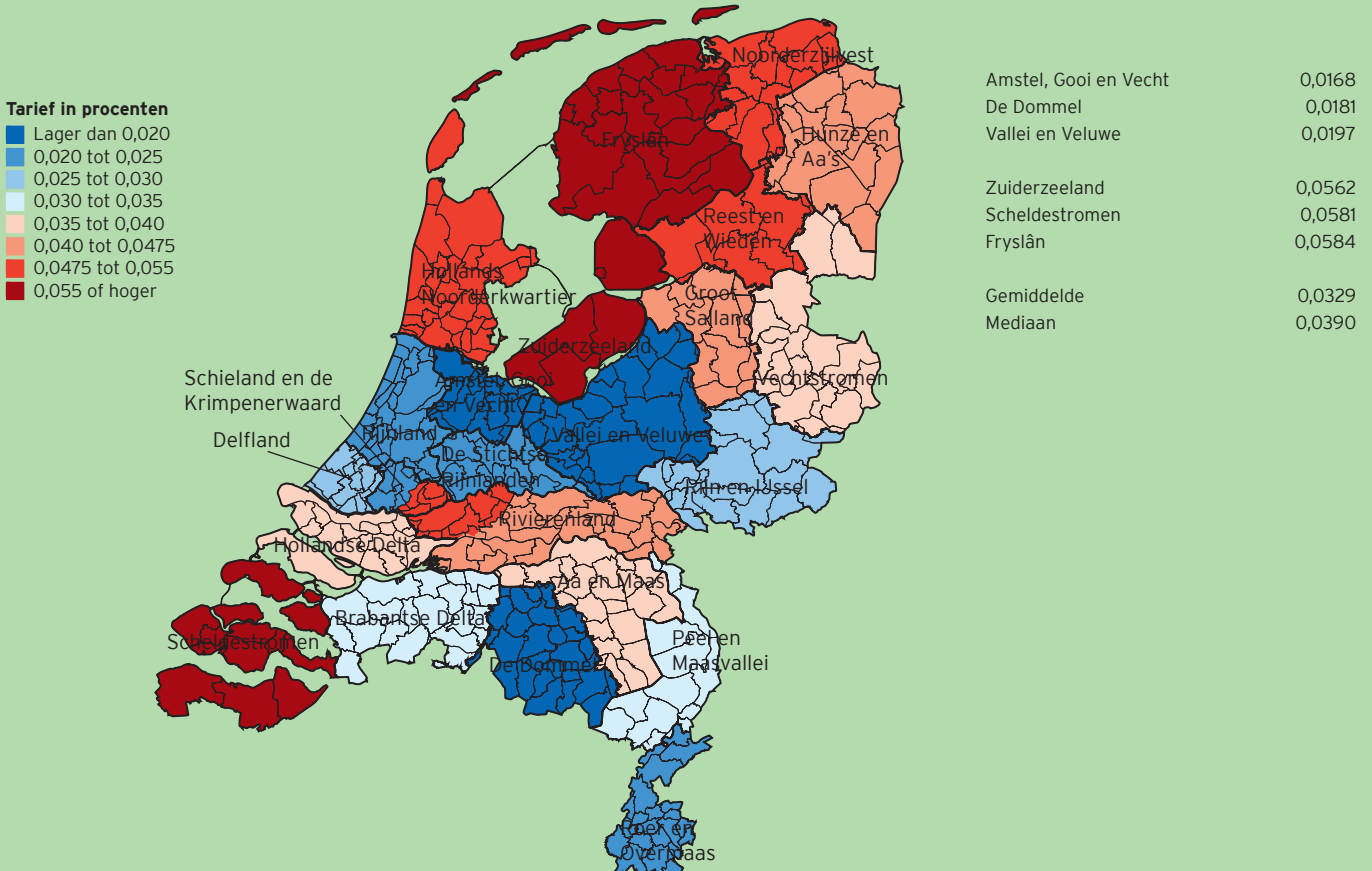 Tarief in procenten
Lager dan 0,020
0,020 tot 0,025
0,025 tot 0,030
0,030 tot 0,035
0,035 tot 0,040
0,040 tot 0,0475
0,0475 tot 0,055
0,055 of hoger
Noorderzijlvest
Fryslân
Hunze en
Aa's
Reest en
Wieden
Hollands
Noorderkwartier
Groot
Salland
Zuiderzeeland
Vechtstromen
Amstel, Gooi
en Vecht
Schieland en de
Krimpenerwaard
Delfland
Rijnland
Vallei en Veluwe
De Stichtse
Rijnlanden
Rijn en IJssel
Rivierenland
Hollandse Delta
Aa en Maas
Brabantse Delta
Scheldestromen
De Dommel
Peel en
Maasvallei
Roer en
Overmaas
Amstel, Gooi en Vecht 0,0168
De Dommel 0,0181
Vallei en Veluwe 0,0197
Zuiderzeeland 0,0562
Scheldestromen 0,0581
Fryslân 0,0584
Gemiddelde 0,0329
Mediaan 0,0390